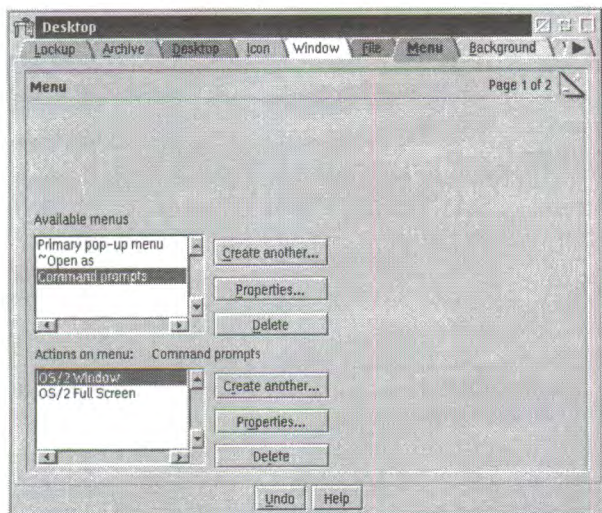 Desktop
Lockup Archive Desktop Icon Window File Menu Background
Menu Page 1 of 2
Available menus
Primary pop-up menu
~Open as
Command prompts
Create another...
Properties...
Delete
Actions on menu: Command prompts
OS/2 Window
OS/2 Full Screen
Create another...
Properties...
Delete
Undo Help